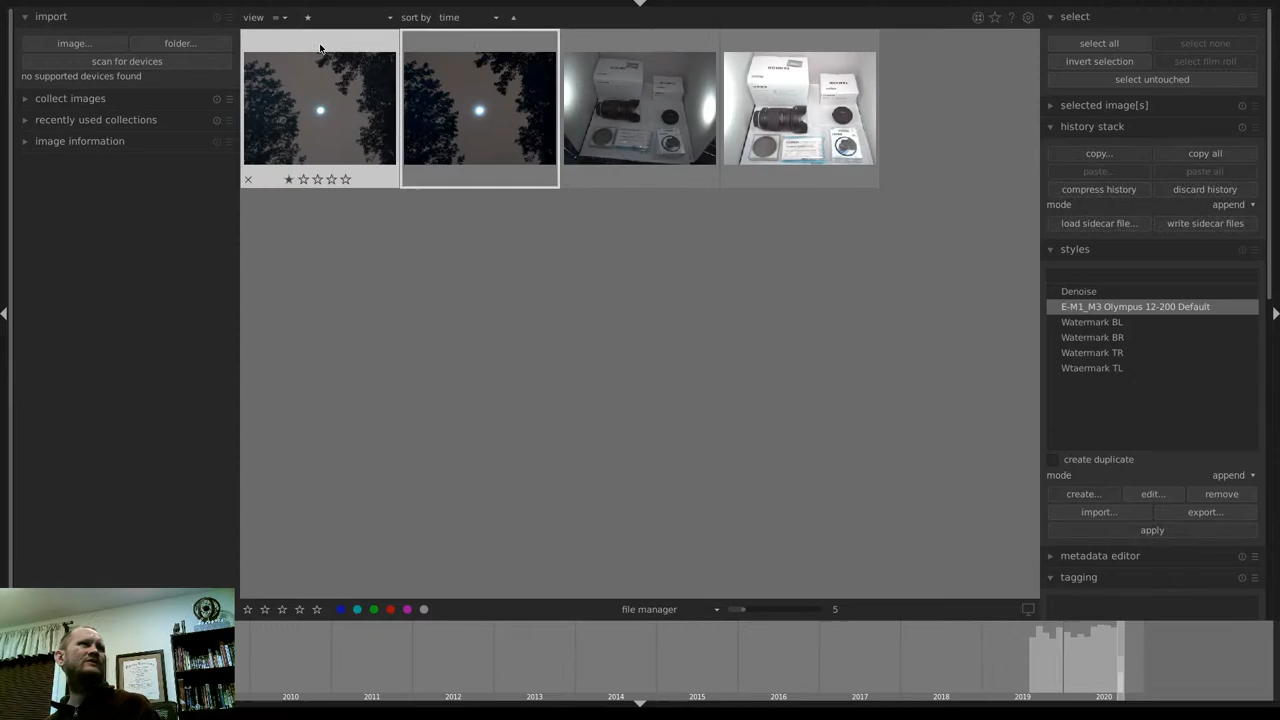 import
image...
folder...
scan for devices
no supported devices found
collect images
recently used collections
image information
view
sort by time
select
select all
select none
invert selection
select film roll
select untouched
selected image[s]
history stack
copy...
copy all
paste...
paste all
compress history
discard history
mode
append
load sidecar file...
write sidecar files
styles
Denoise
E-M1_M3 Olympus 12-200 Default
Watermark BL
Watermark BR
Watermark TR
Wtaermark TL
create duplicate
mode
append
create...
edit...
remove
import...
export...
apply
metadata editor
tagging
file manager
5
2010 2011 2012 2013 2014 2015 2016 2017 2018 2019 2020